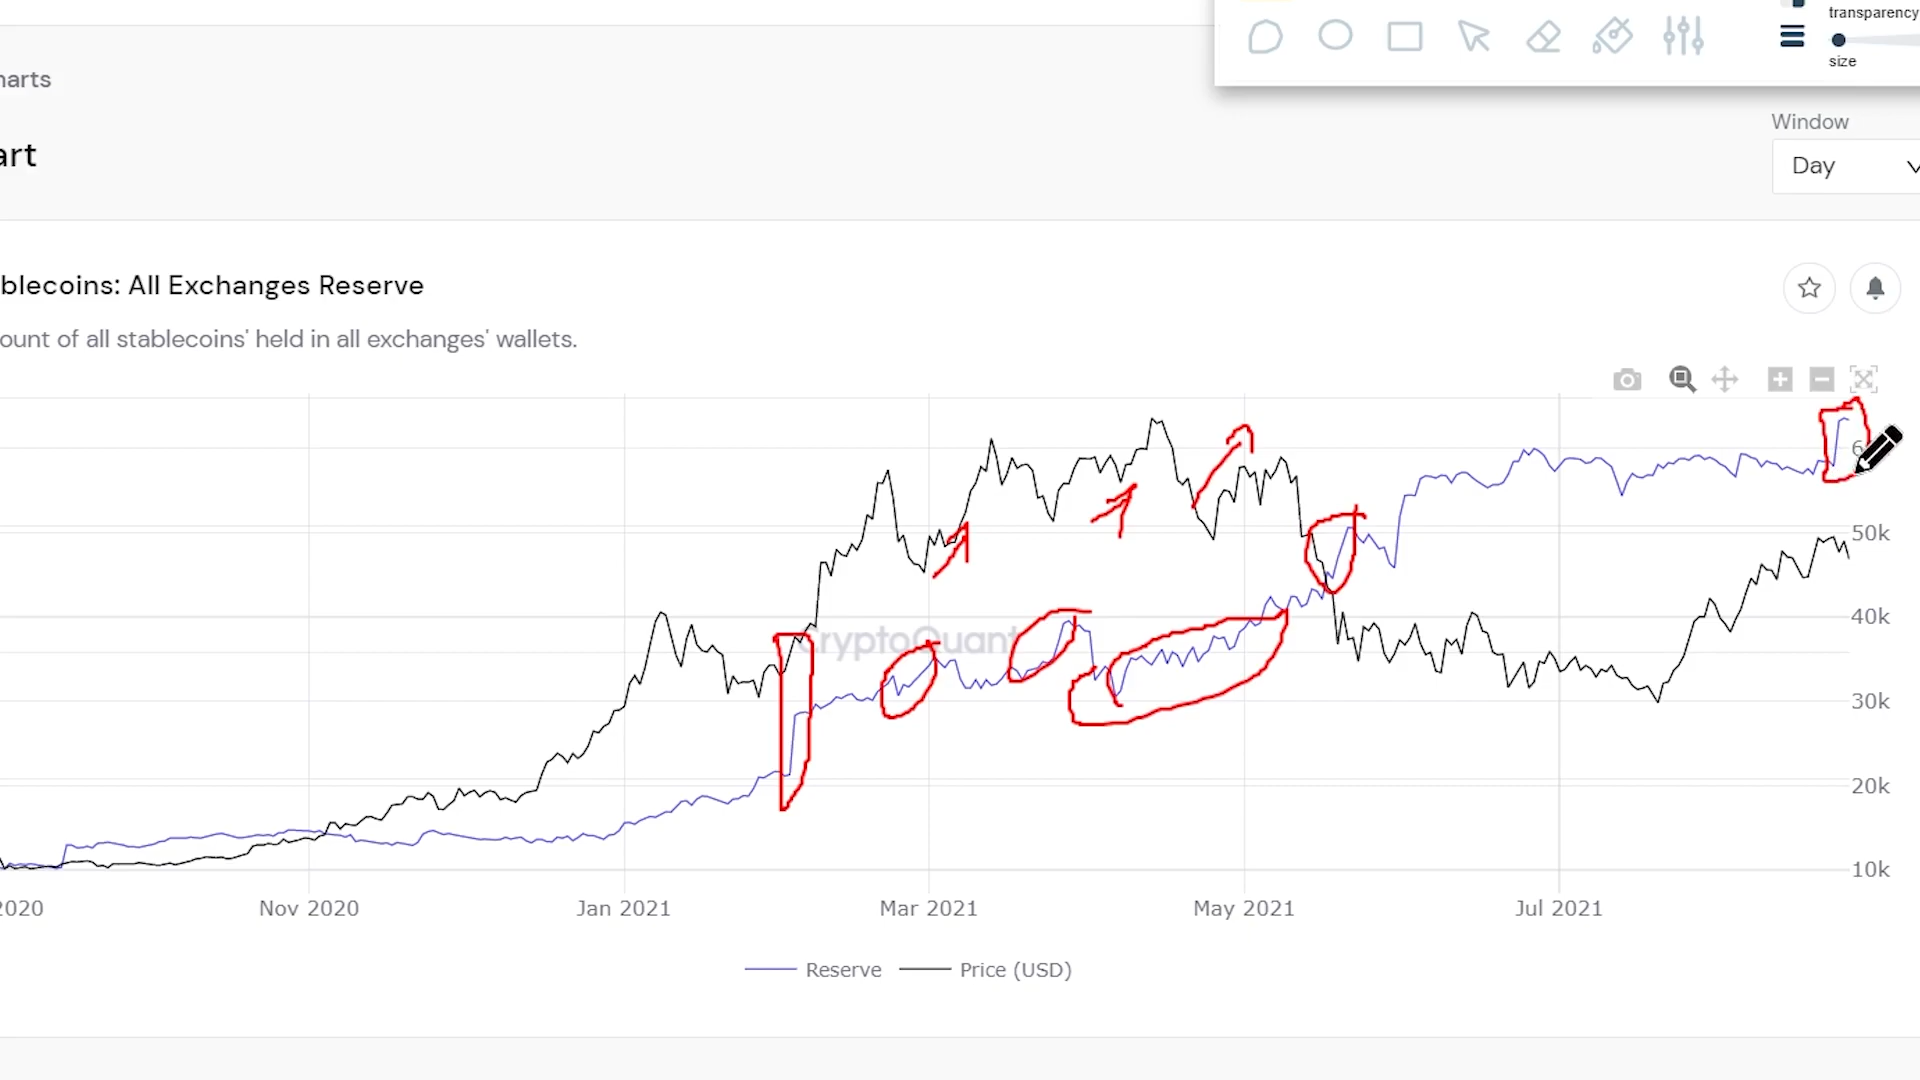 transparency
size
harts
Window
art
Day
blecoins: All Exchanges Reserve
ount of all stablecoins' held in all exchanges' wallets.
6
50k
40k
CryptoQuant
30k
20k
10k
2020
Nov 2020
Jan 2021
Mar 2021
May 2021
Jul 2021
Reserve
Price (USD)